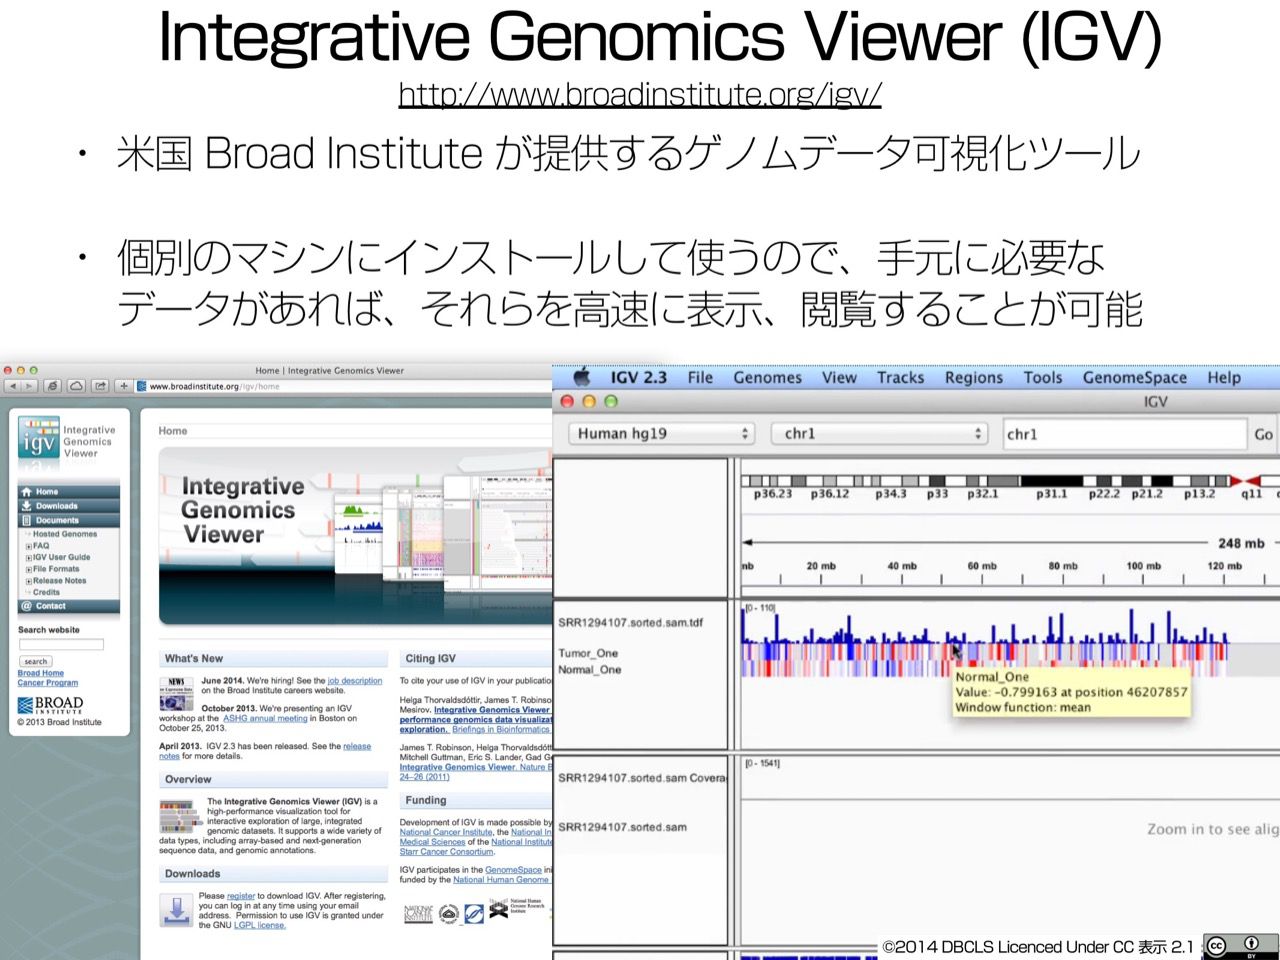 Integrative Genomics Viewer (IGV)
http://www.broadinstitute.org/igv/
・ 米国 Broad Institute が提供するゲノムデータ可視化ツール
・ 個別のマシンにインストールして使うので、手元に必要な
データがあれば、それらを高速に表示、閲覧することが可能
Home | Integrative Genomics Viewer
www.broadinstitute.org/igv/home
igv
Integrative
Genomics
Viewer
Home
Downloads
Documents
Hosted Genomes
FAQ
IGV User Guide
File Formats
Release Notes
Credits
Contact
Search website
search
Broad Home
Cancer Program
BROAD
INSTITUTE
© 2013 Broad Institute
Home
Integrative
Genomics
Viewer
What's New
NEWS
June 2014. We're hiring! See the job description
on the Broad Institute careers website.
October 2013. We're presenting an IGV
workshop at the ASHG annual meeting in Boston on
October 25, 2013.
April 2013. IGV 2.3 has been released. See the release
notes for more details.
Overview
The Integrative Genomics Viewer (IGV) is a
high-performance visualization tool for
interactive exploration of large, integrated
genomic datasets. It supports a wide variety of
data types, including array-based and next-generation
sequence data, and genomic annotations.
Downloads
Please register to download IGV. After registering,
you can log in at any time using your email
address. Permission to use IGV is granted under
the GNU LGPL license.
Citing IGV
To cite your use of IGV in your publication
Helga Thorvaldsdóttir, James T. Robinso
Mesirov. Integrative Genomics Viewer
performance genomics data visualizat
exploration. Briefings in Bioinformatics
James T. Robinson, Helga Thorvaldsdótt
Mitchell Guttman, Eric S. Lander, Gad G
Integrative Genomics Viewer. Nature B
24–26 (2011)
Funding
Development of IGV is made possible by
National Cancer Institute, the National In
Medical Sciences of the National Institute
Starr Cancer Consortium.
IGV participates in the GenomeSpace ini
funded by the National Human Genome
NATIONAL
CANCER
INSTITUTE
National Human
Genome Research
Institute
IGV 2.3 File Genomes View Tracks Regions Tools GenomeSpace Help
IGV
Human hg19
chr1
chr1
Go
p36.23 p36.12 p34.3 p33 p32.1 p31.1 p22.2 p21.2 p13.2 q11
248 mb
mb 20 mb 40 mb 60 mb 80 mb 100 mb 120 mb
[0 - 110]
SRR1294107.sorted.sam.tdf
Tumor_One
Normal_One
Normal_One
Value: -0.799163 at position 46207857
Window function: mean
[0 - 1541]
SRR1294107.sorted.sam Covera
SRR1294107.sorted.sam
Zoom in to see alig
©2014 DBCLS Licenced Under CC 表示 2.1
cc
BY